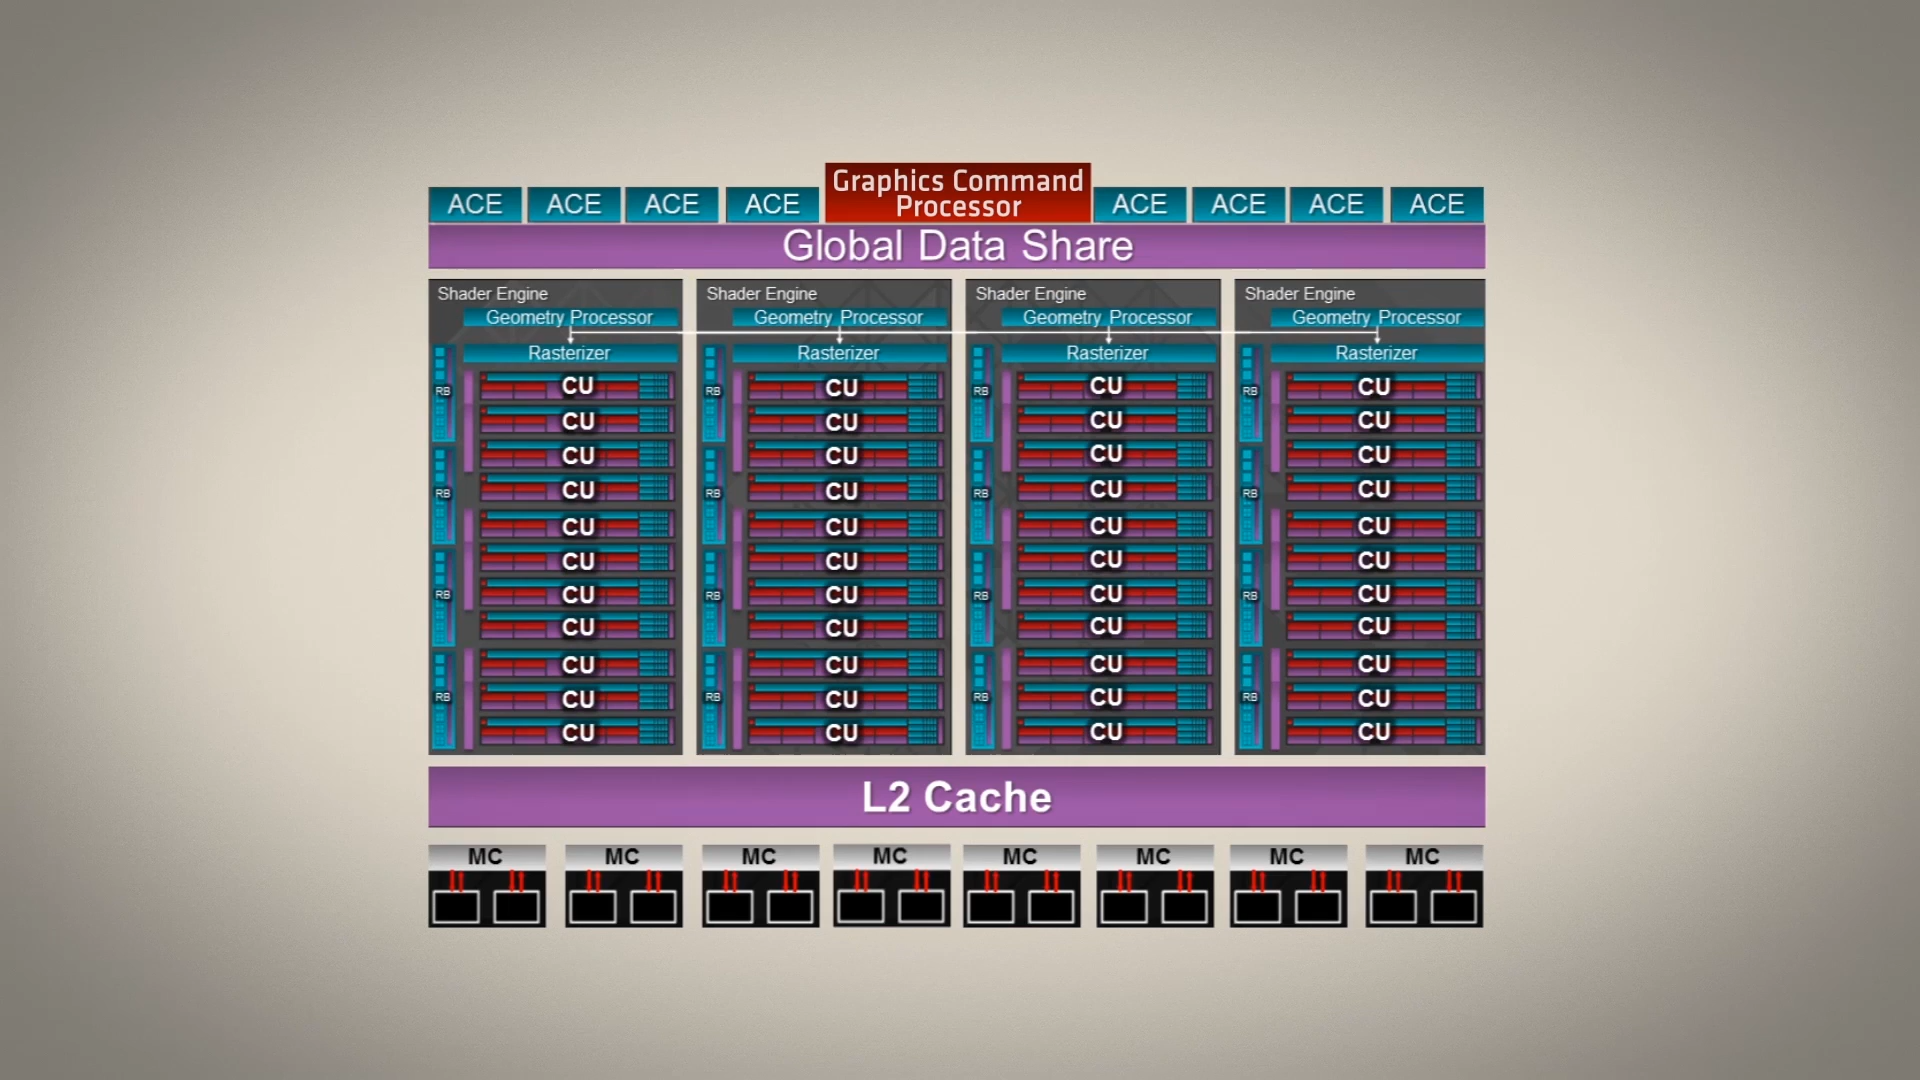 ACE ACE ACE ACE Graphics Command Processor ACE ACE ACE ACE
Global Data Share
Shader Engine Shader Engine Shader Engine Shader Engine
Geometry Processor Geometry Processor Geometry Processor Geometry Processor
Rasterizer Rasterizer Rasterizer Rasterizer
RB CU RB CU RB CU RB CU
CU CU CU CU
CU CU CU CU
RB CU RB CU RB CU RB CU
CU CU CU CU
CU CU CU CU
RB CU RB CU RB CU RB CU
CU CU CU CU
CU CU CU CU
RB CU RB CU RB CU RB CU
CU CU CU CU
L2 Cache
MC MC MC MC MC MC MC MC